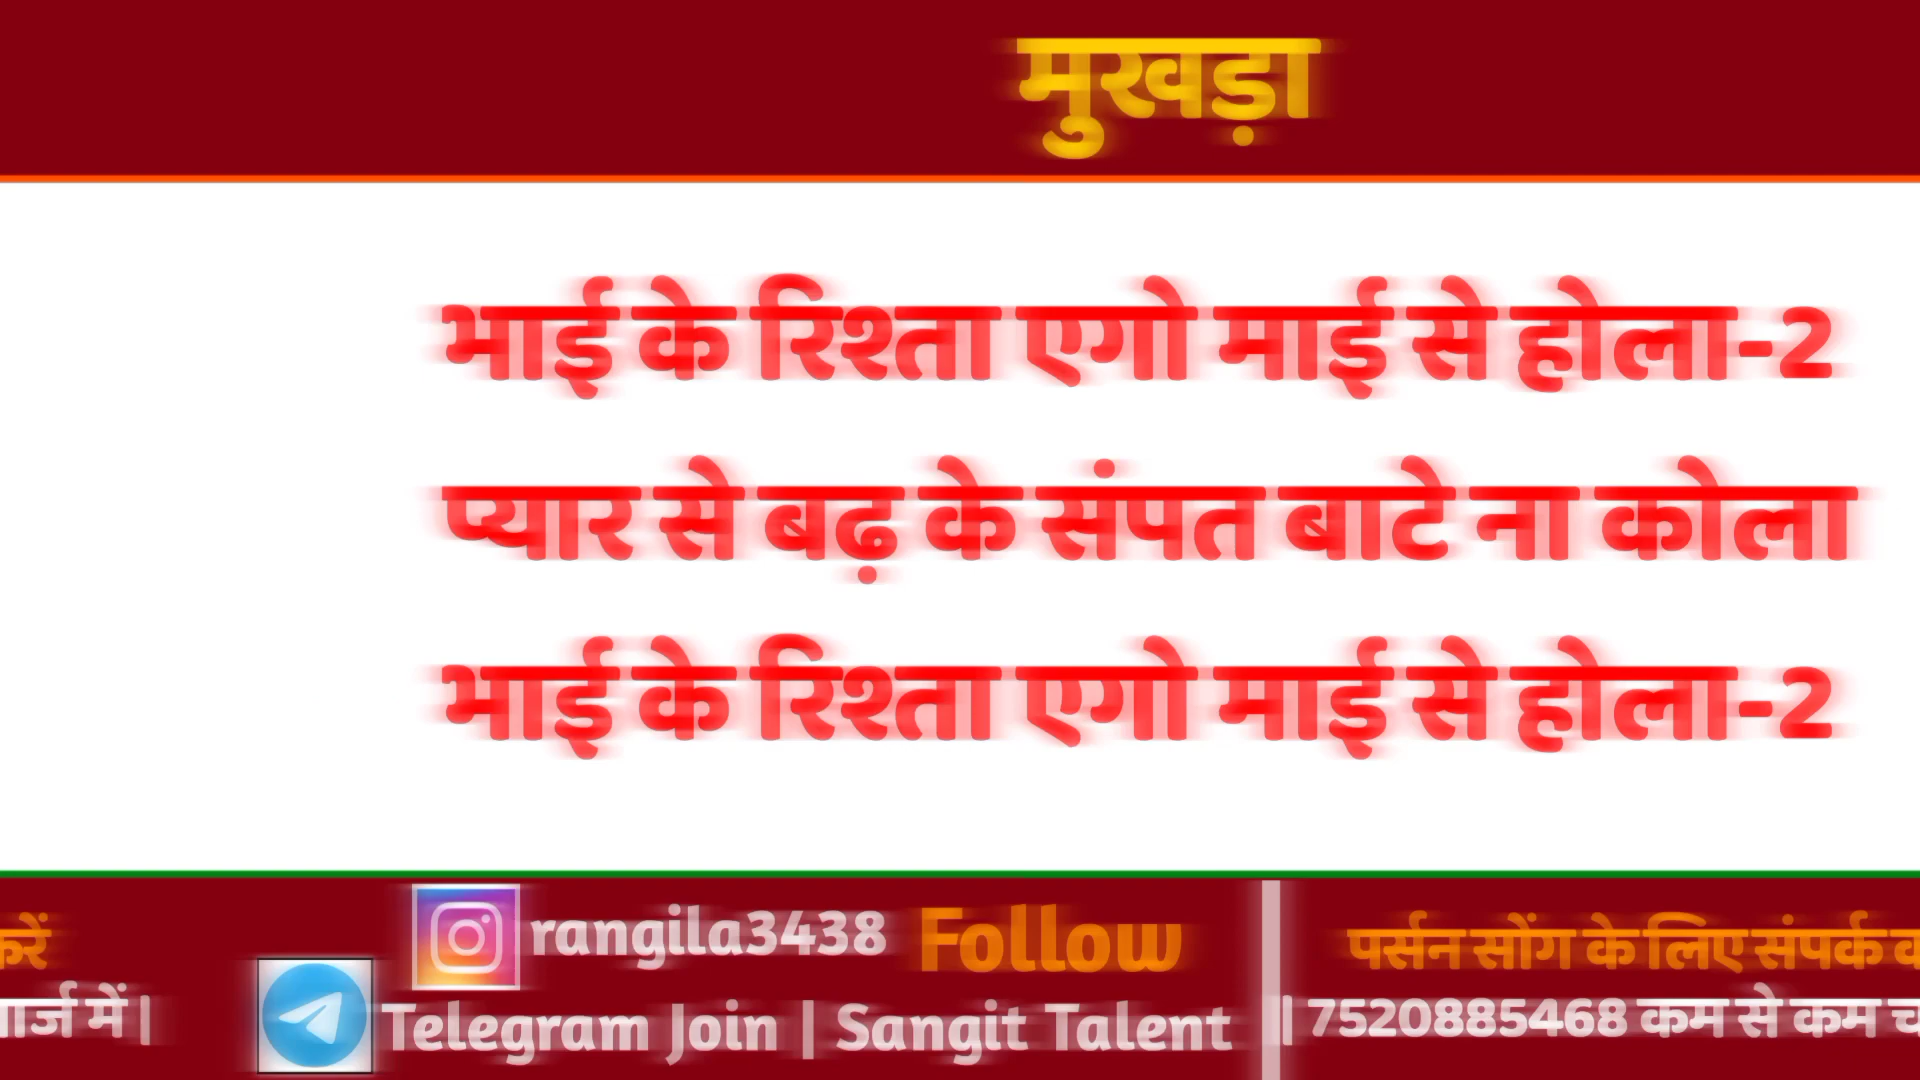 मुखड़ा
भाई के रिश्ता एगो माई से होला-2
प्यार से बढ़ के संपत बाटे ना कोला
भाई के रिश्ता एगो माई से होला-2
rangila3438 Follow
Telegram Join | Sangit Talent
पर्सन सोंग के लिए संपर्क
7520885468 कम से कम
में|